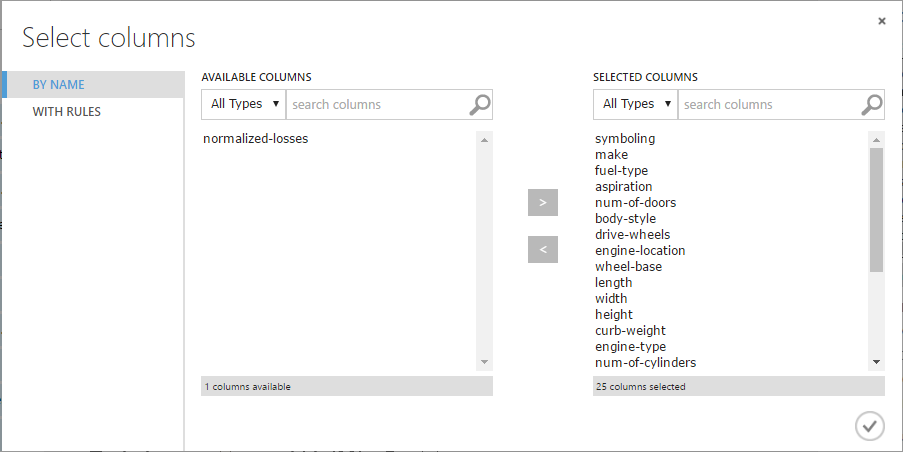 Select columns
BY NAME
WITH RULES
AVAILABLE COLUMNS
All Types
search columns
normalized-losses
1 columns available
>
<
SELECTED COLUMNS
All Types
search columns
symboling
make
fuel-type
aspiration
num-of-doors
body-style
drive-wheels
engine-location
wheel-base
length
width
height
curb-weight
engine-type
num-of-cylinders
25 columns selected